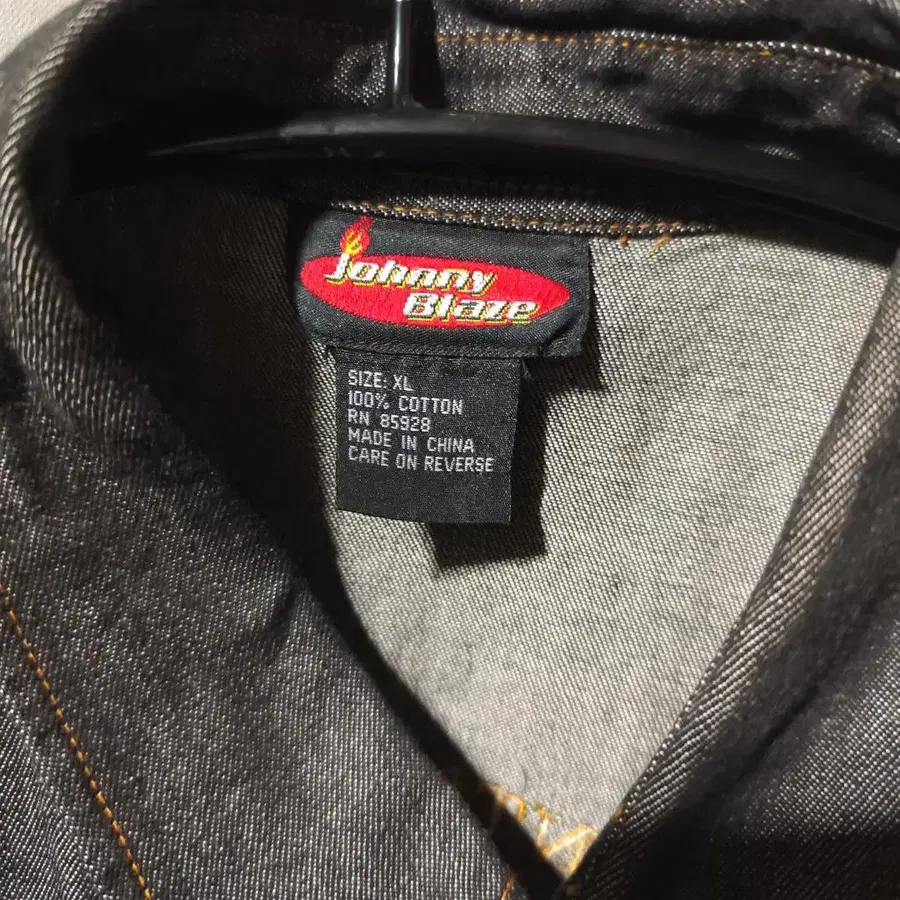 Johnny
Blaze
SIZE: XL
100% COTTON
RN 85928
MADE IN CHINA
CARE ON REVERSE